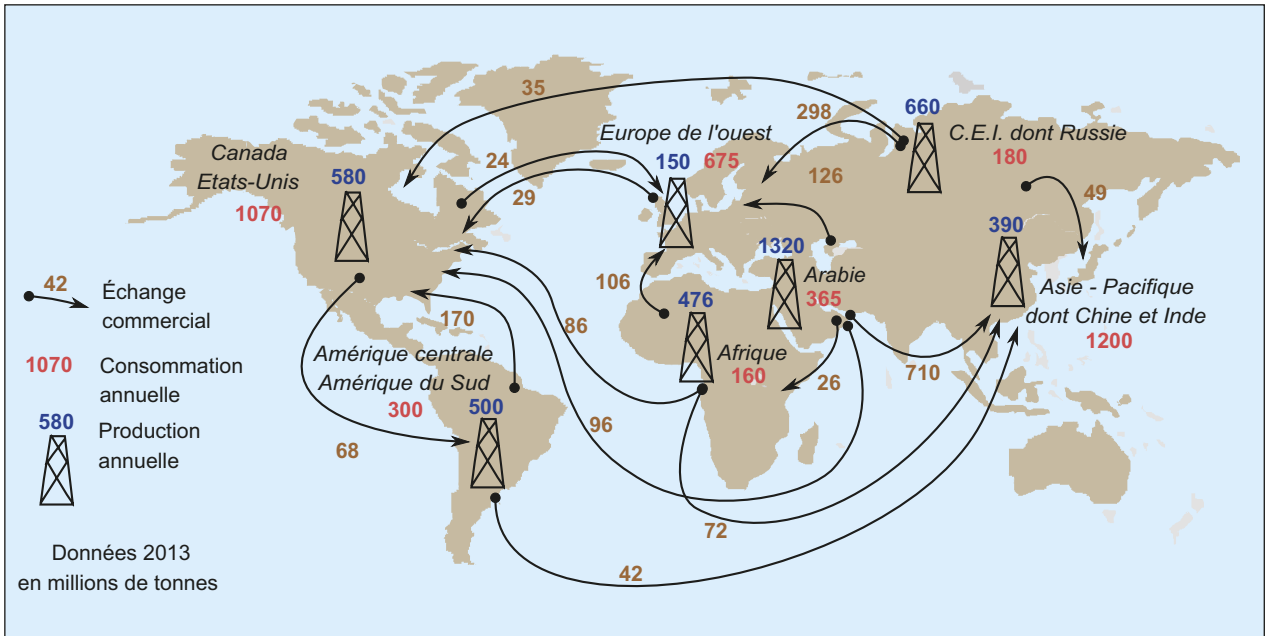 35
298
660
Europe de l'ouest
C.E.I. dont Russie
Canada
Etats-Unis
1070
580
24
29
150
675
126
180
49
390
1320
Arabie
365
106
476
Asie - Pacifique
dont Chine et Inde
1200
42
Échange
commercial
170
86
Amérique centrale
Amérique du Sud
300
500
Afrique
160
26
710
1070
Consommation
annuelle
580
Production
annuelle
68
96
72
42
Données 2013
en millions de tonnes